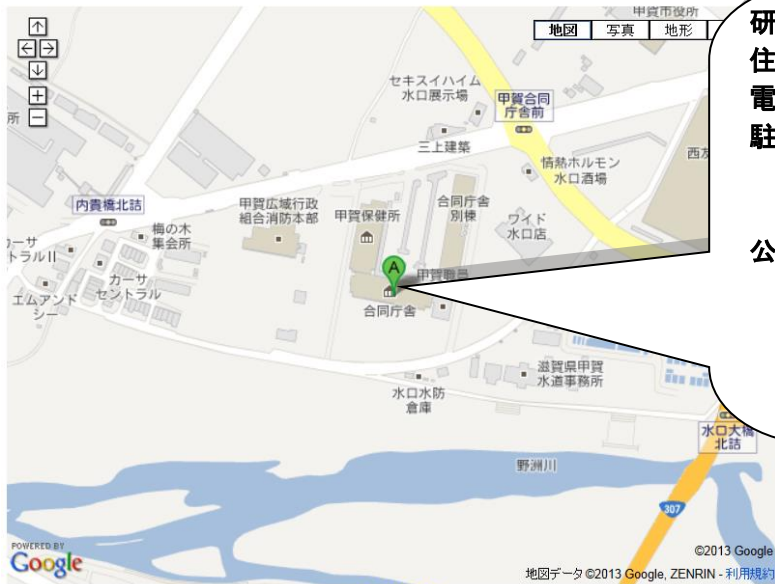 甲賀市役所
地図
写真
地形
研
住
電
駐
公
セキスイハイム
水口展示場
甲賀合同
庁舎前
所
三上建築
西友
情熱ホルモン
水口酒場
内貴橋北詰
甲賀広域行政
組合消防本部
甲賀保健所
合同庁舎
別棟
梅の木
集会所
ワイド
水口店
カーサ
トラルII
カーサ
セントラル
A
甲賀職員
エムアンド
シー
合同庁舎
滋賀県甲賀
水道事務所
水口水防
倉庫
水口大橋
北詰
野洲川
307
POWERED BY
Google
©2013 Google
地図データ ©2013 Google, ZENRIN - 利用規約